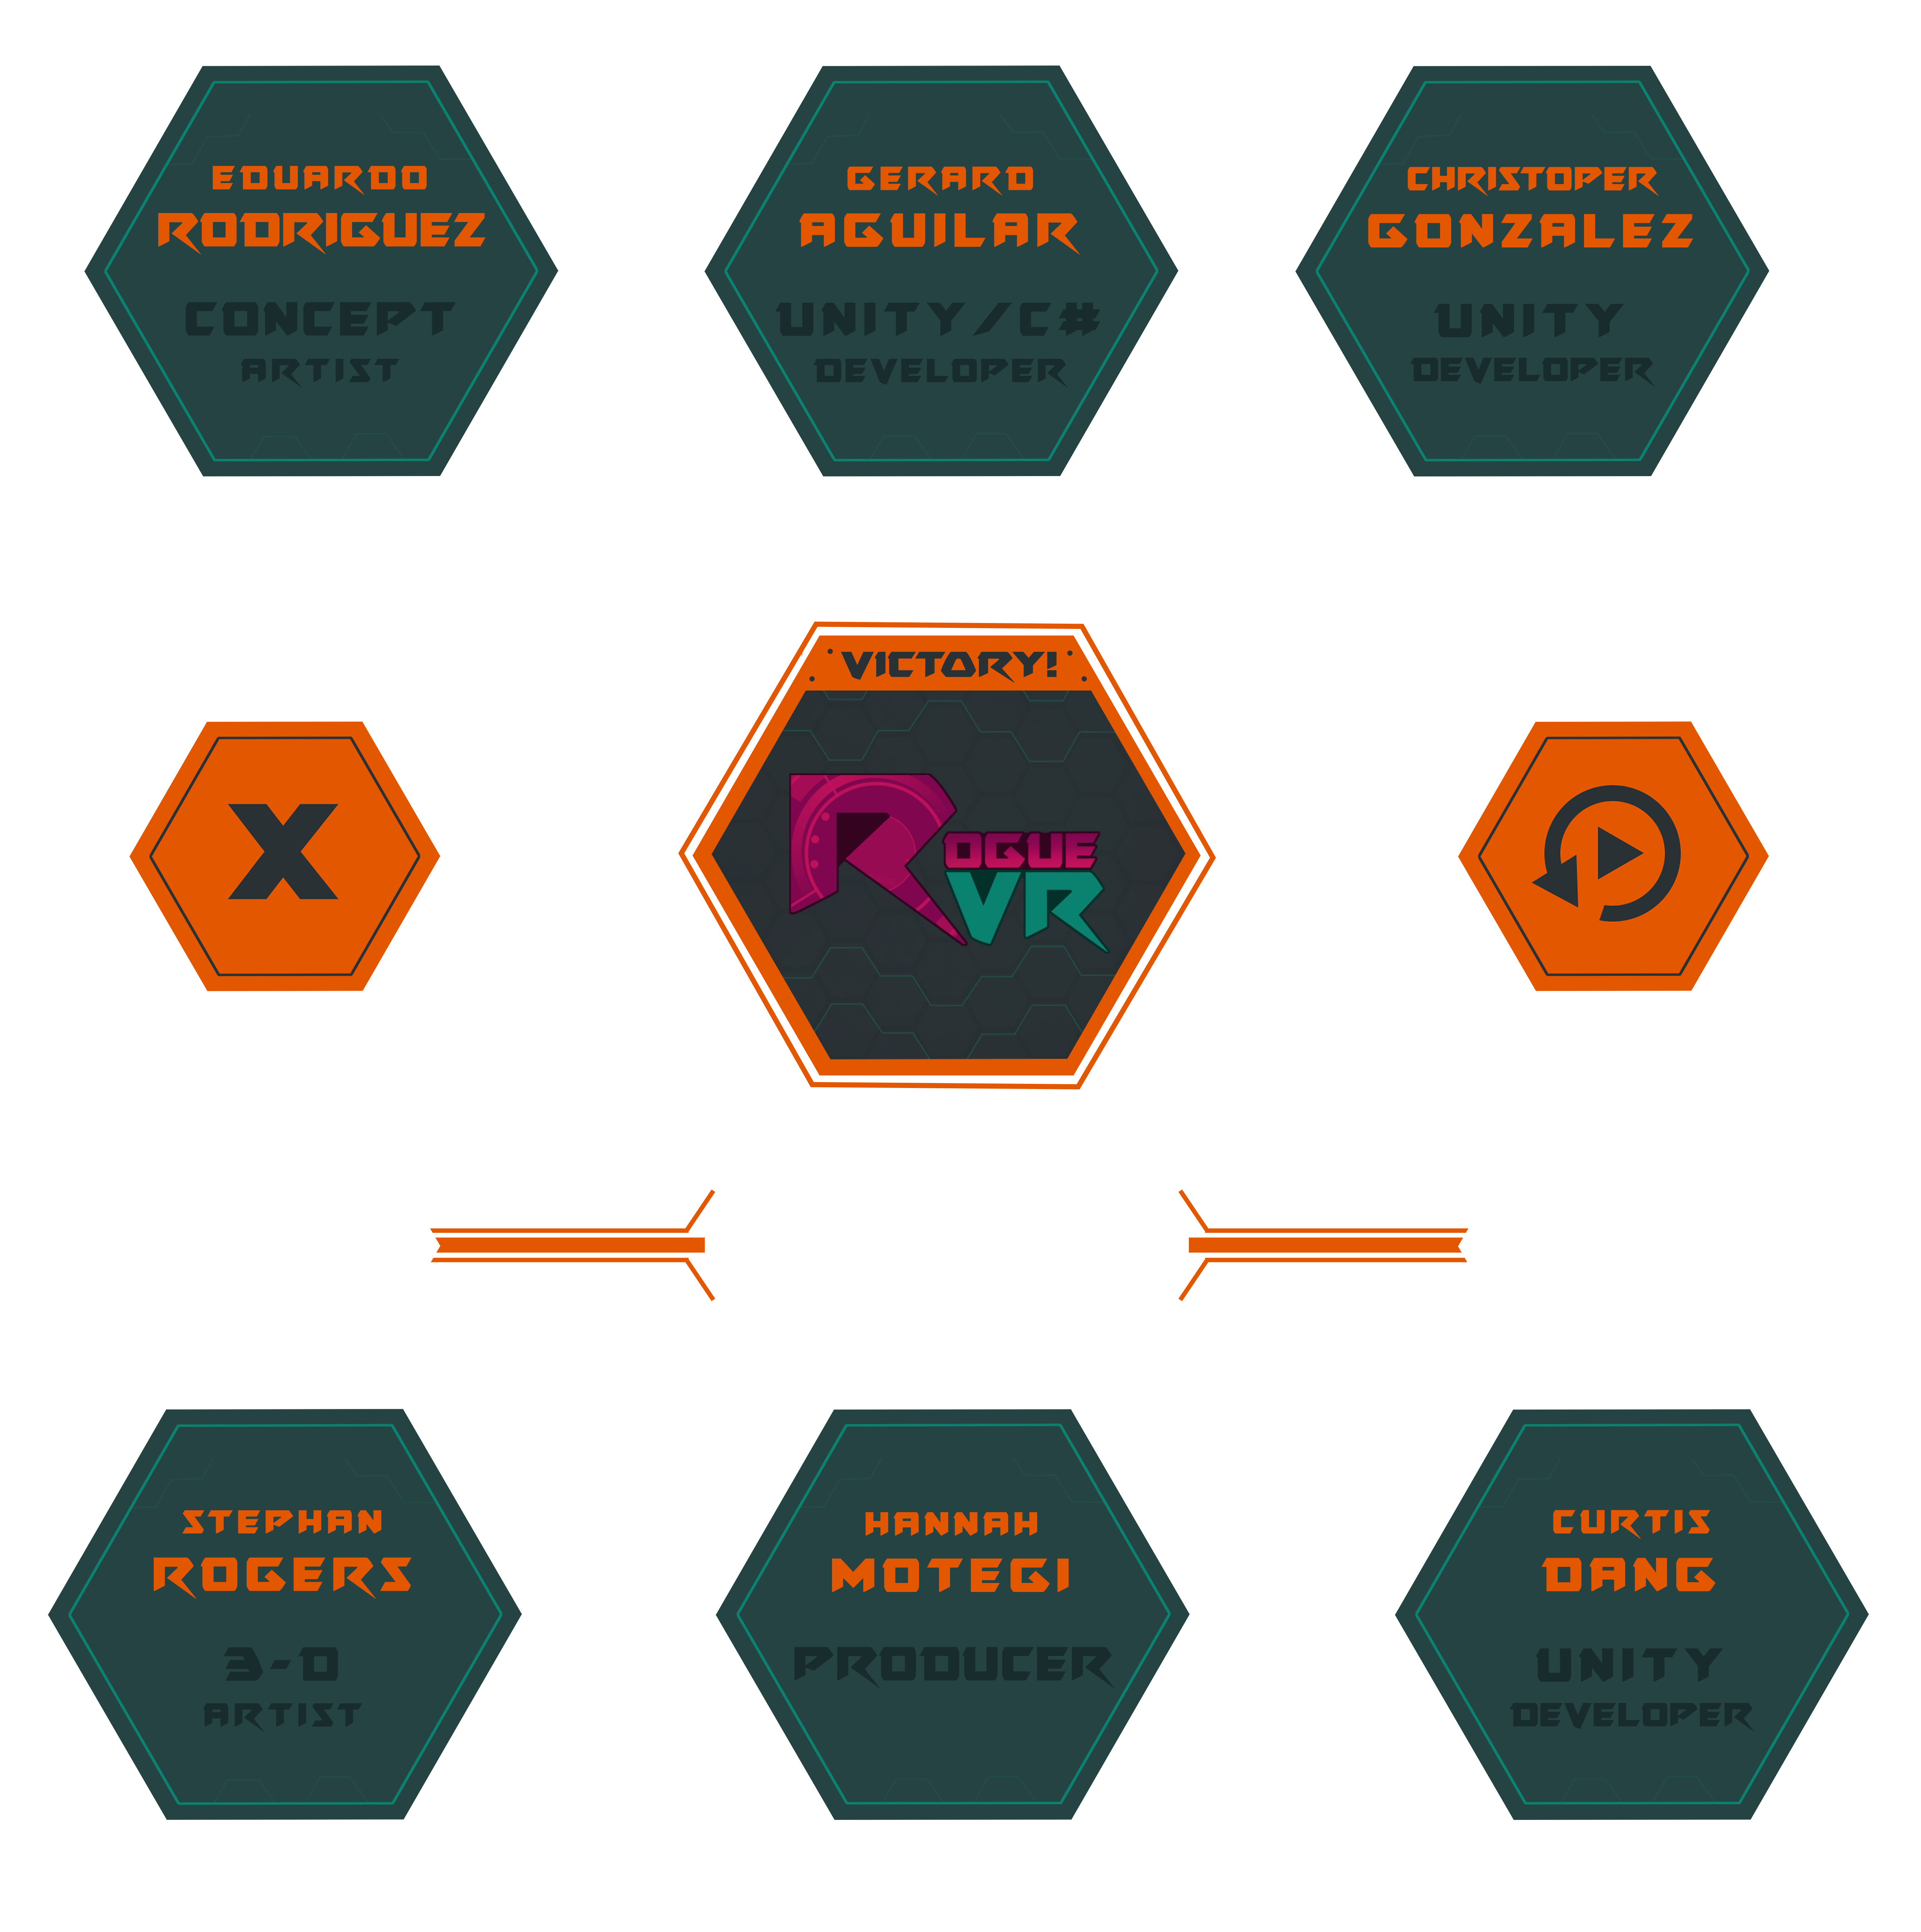 EDUARDO
RODRIGUEZ
CONCEPT
ARTIST
GERARD
AGUILAR
UNITY/C#
DEVELOPER
CHRISTOPER
GONZALEZ
UNITY
DEVELOPER
VICTORY!
X
ROGUE
VR
STEPHAN
ROGERS
3-D
ARTIST
HANNAH
MOTEGI
PRODUCER
CURTIS
DANG
UNITY
DEVELOPER